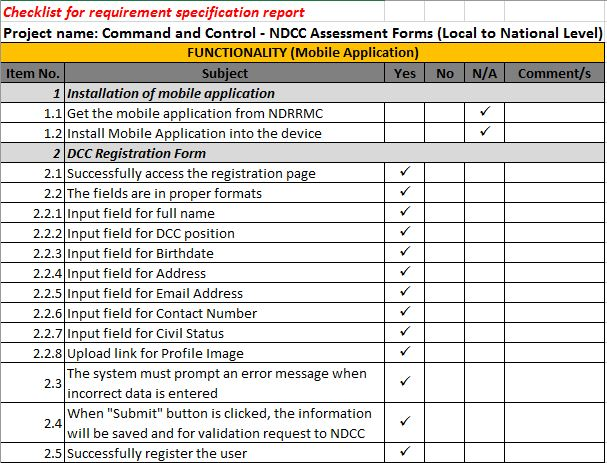 Checklist for requirement specification report
Project name: Command and Control - NDCC Assessment Forms (Local to National Level)
FUNCTIONALITY (Mobile Application)
Item No. Subject Yes No N/A Comment/s
1 Installation of mobile application
1.1 Get the mobile application from NDRRMC ✓
1.2 Install Mobile Application into the device ✓
2 DCC Registration Form
2.1 Successfully access the registration page ✓
2.2 The fields are in proper formats ✓
2.2.1 Input field for full name ✓
2.2.2 Input field for DCC position ✓
2.2.3 Input field for Birthdate ✓
2.2.4 Input field for Address ✓
2.2.5 Input field for Email Address ✓
2.2.6 Input field for Contact Number ✓
2.2.7 Input field for Civil Status ✓
2.2.8 Upload link for Profile Image ✓
2.3 The system must prompt an error message when
incorrect data is entered ✓
2.4 When "Submit" button is clicked, the information
will be saved and for validation request to NDCC ✓
2.5 Successfully register the user ✓